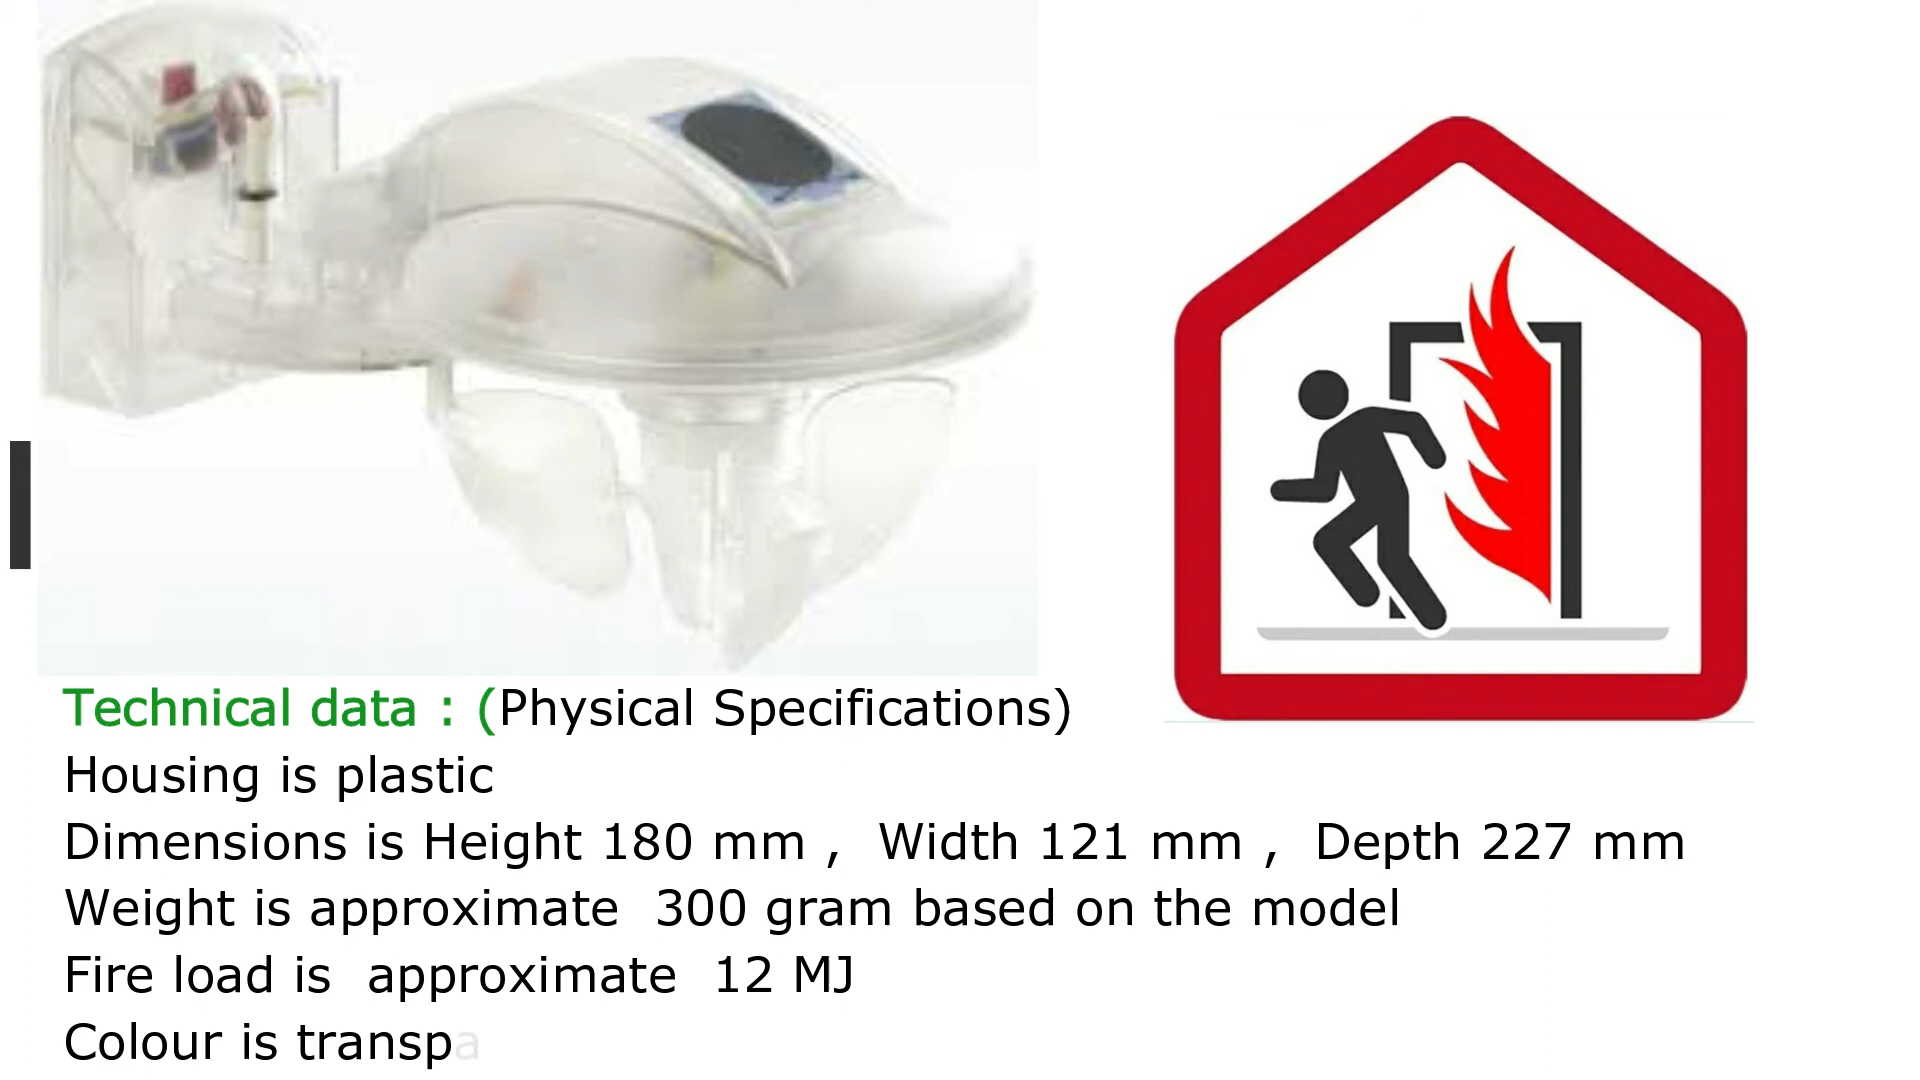 Technical data : (Physical Specifications)
Housing is plastic
Dimensions is Height 180 mm , Width 121 mm , Depth 227 mm
Weight is approximate 300 gram based on the model
Fire load is approximate 12 MJ
Colour is transpa